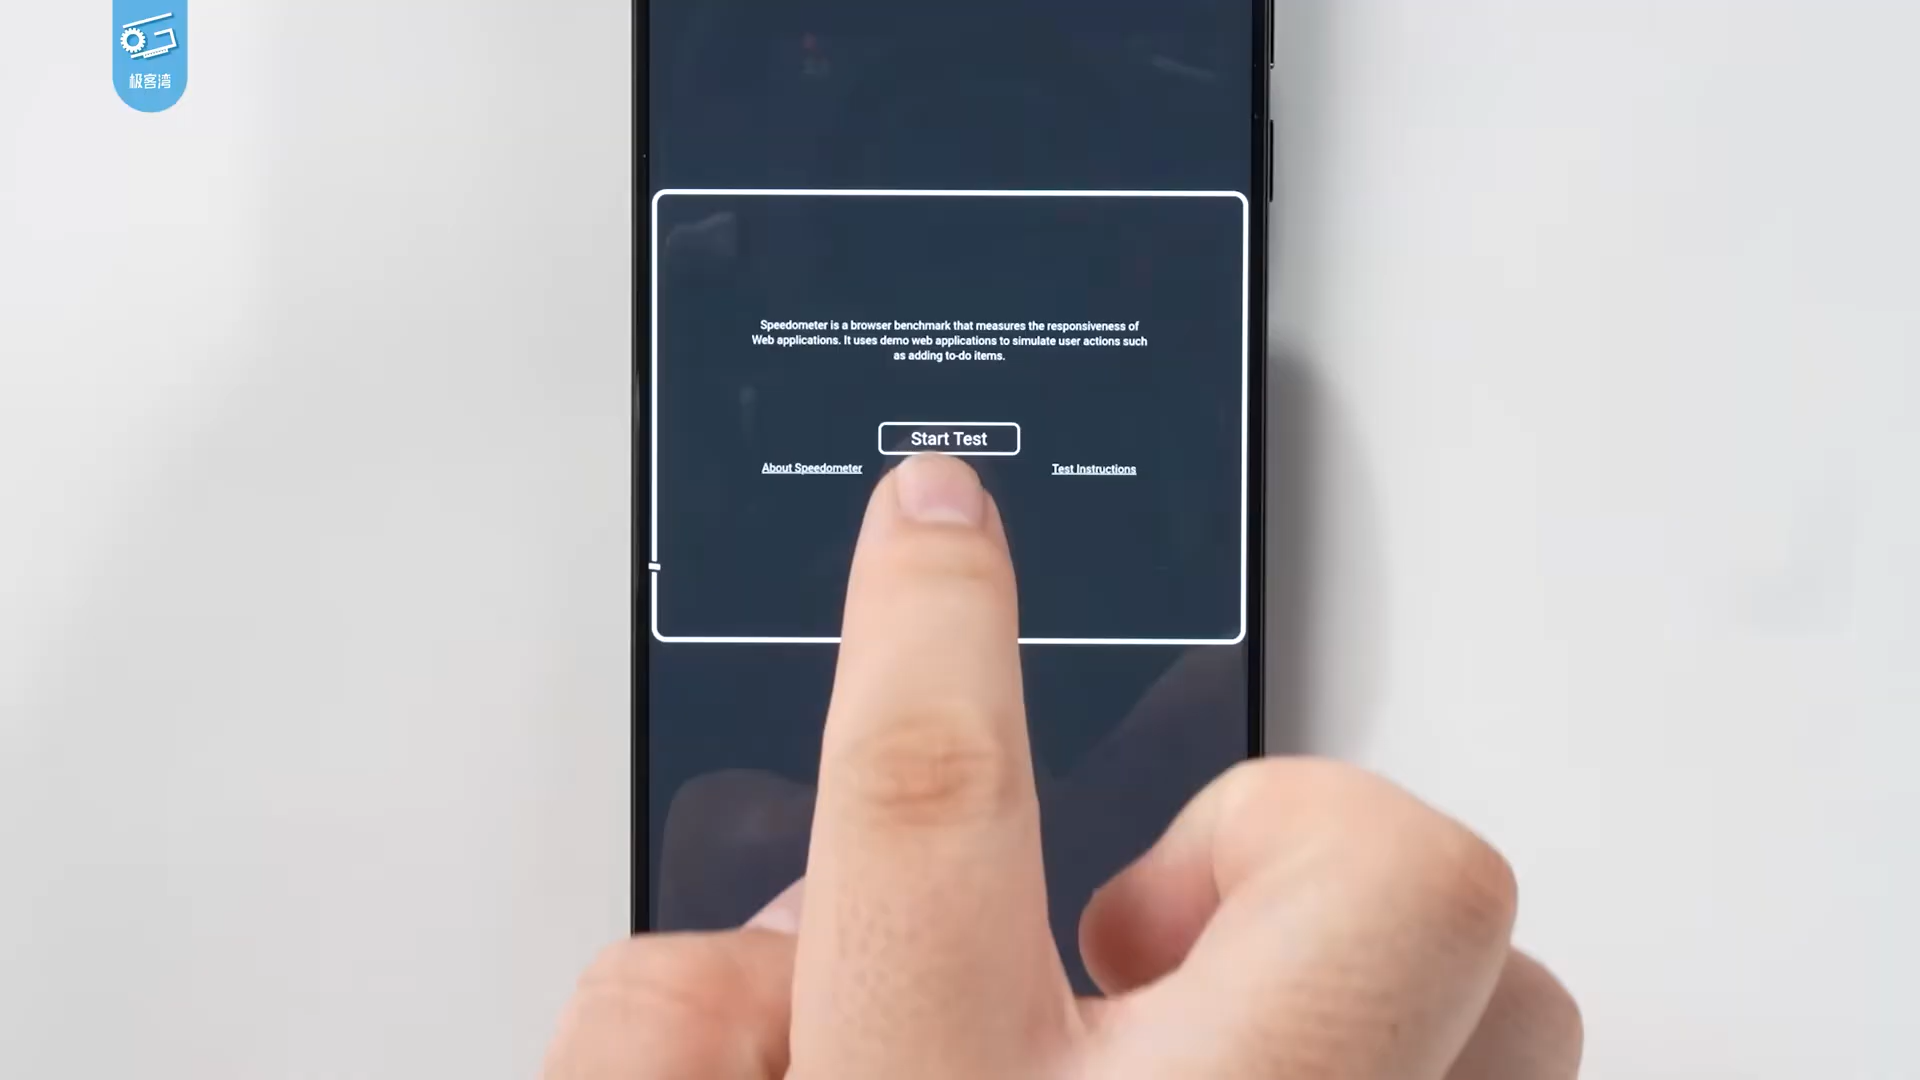 极客湾
Speedometer is a browser benchmark that measures the responsiveness of
Web applications. It uses demo web applications to simulate user actions such
as adding to-do items.
Start Test
About Speedometer
Test Instructions